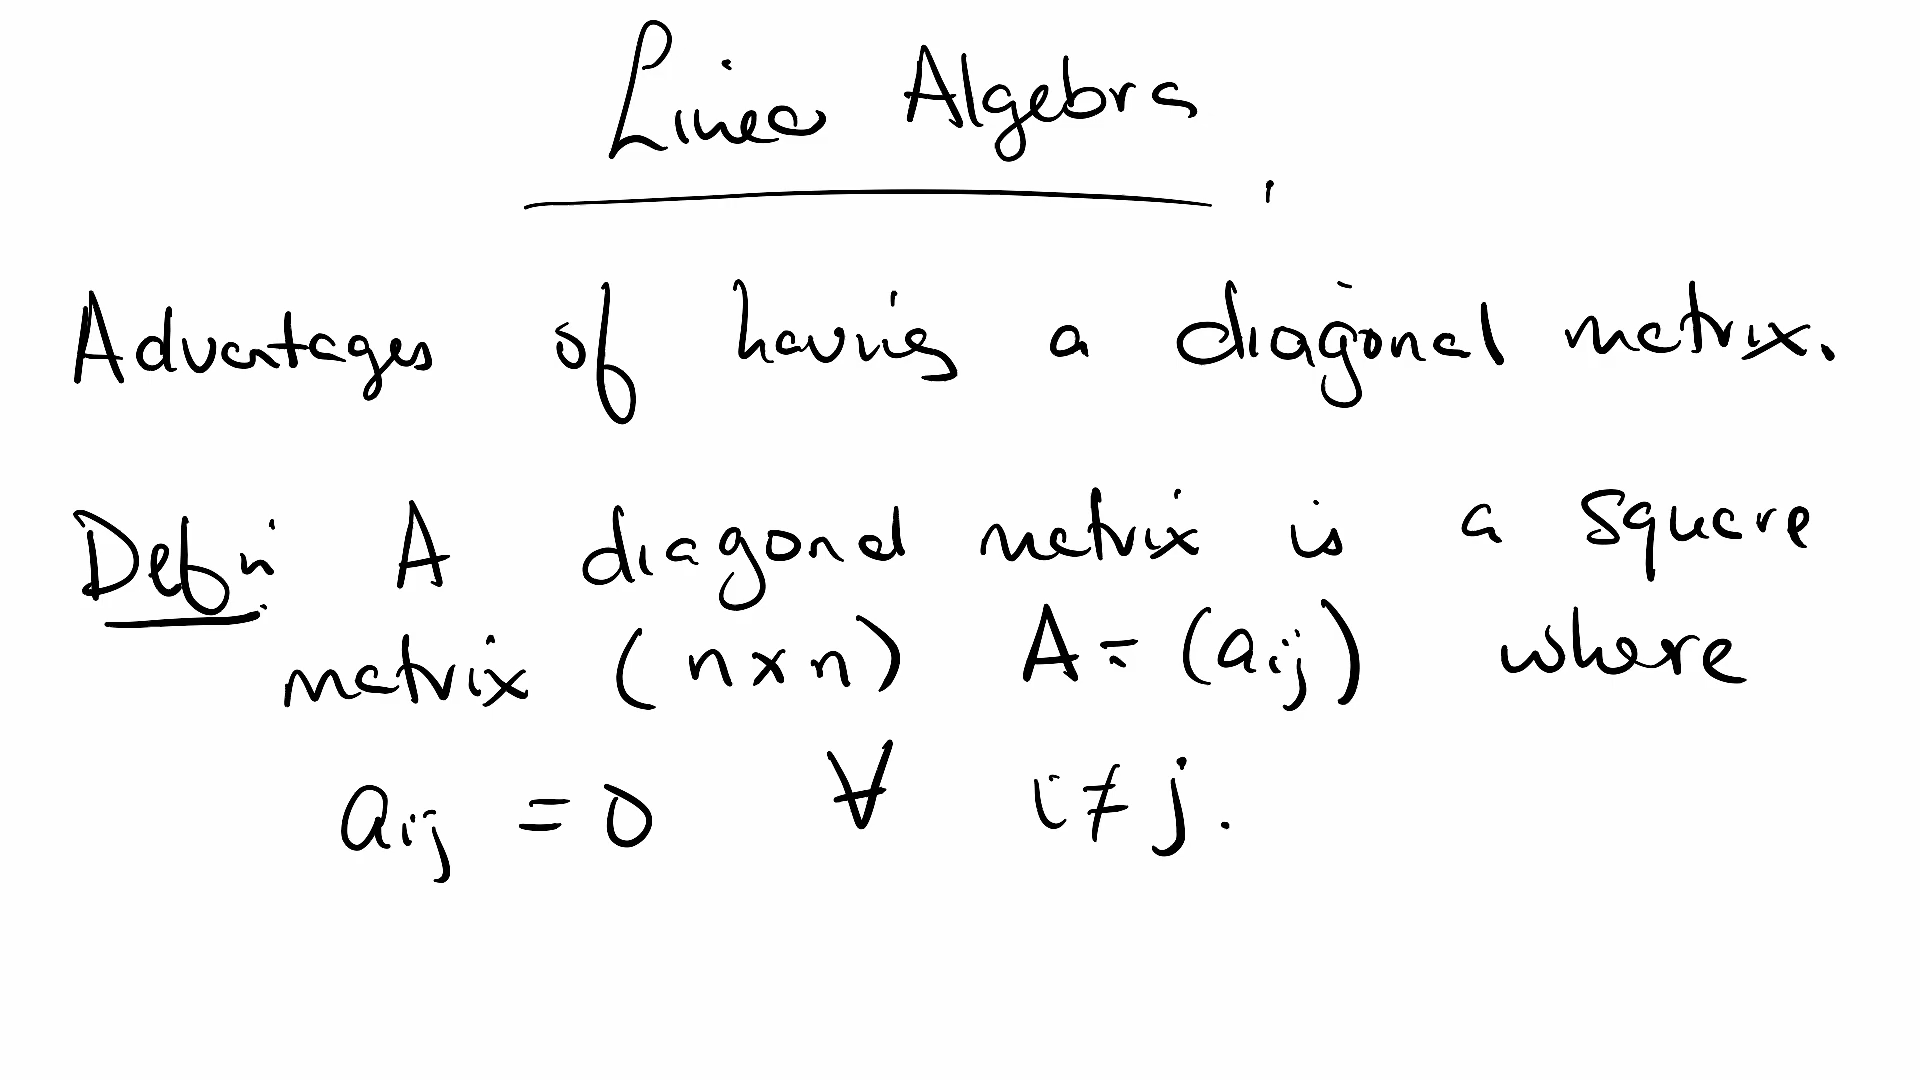 Linear Algebra
Advantages of having a diagonal matrix.
Defn: A diagonal matrix is a square
matrix (n×n) A = (aij) where
aij = 0 ∀ i≠j.